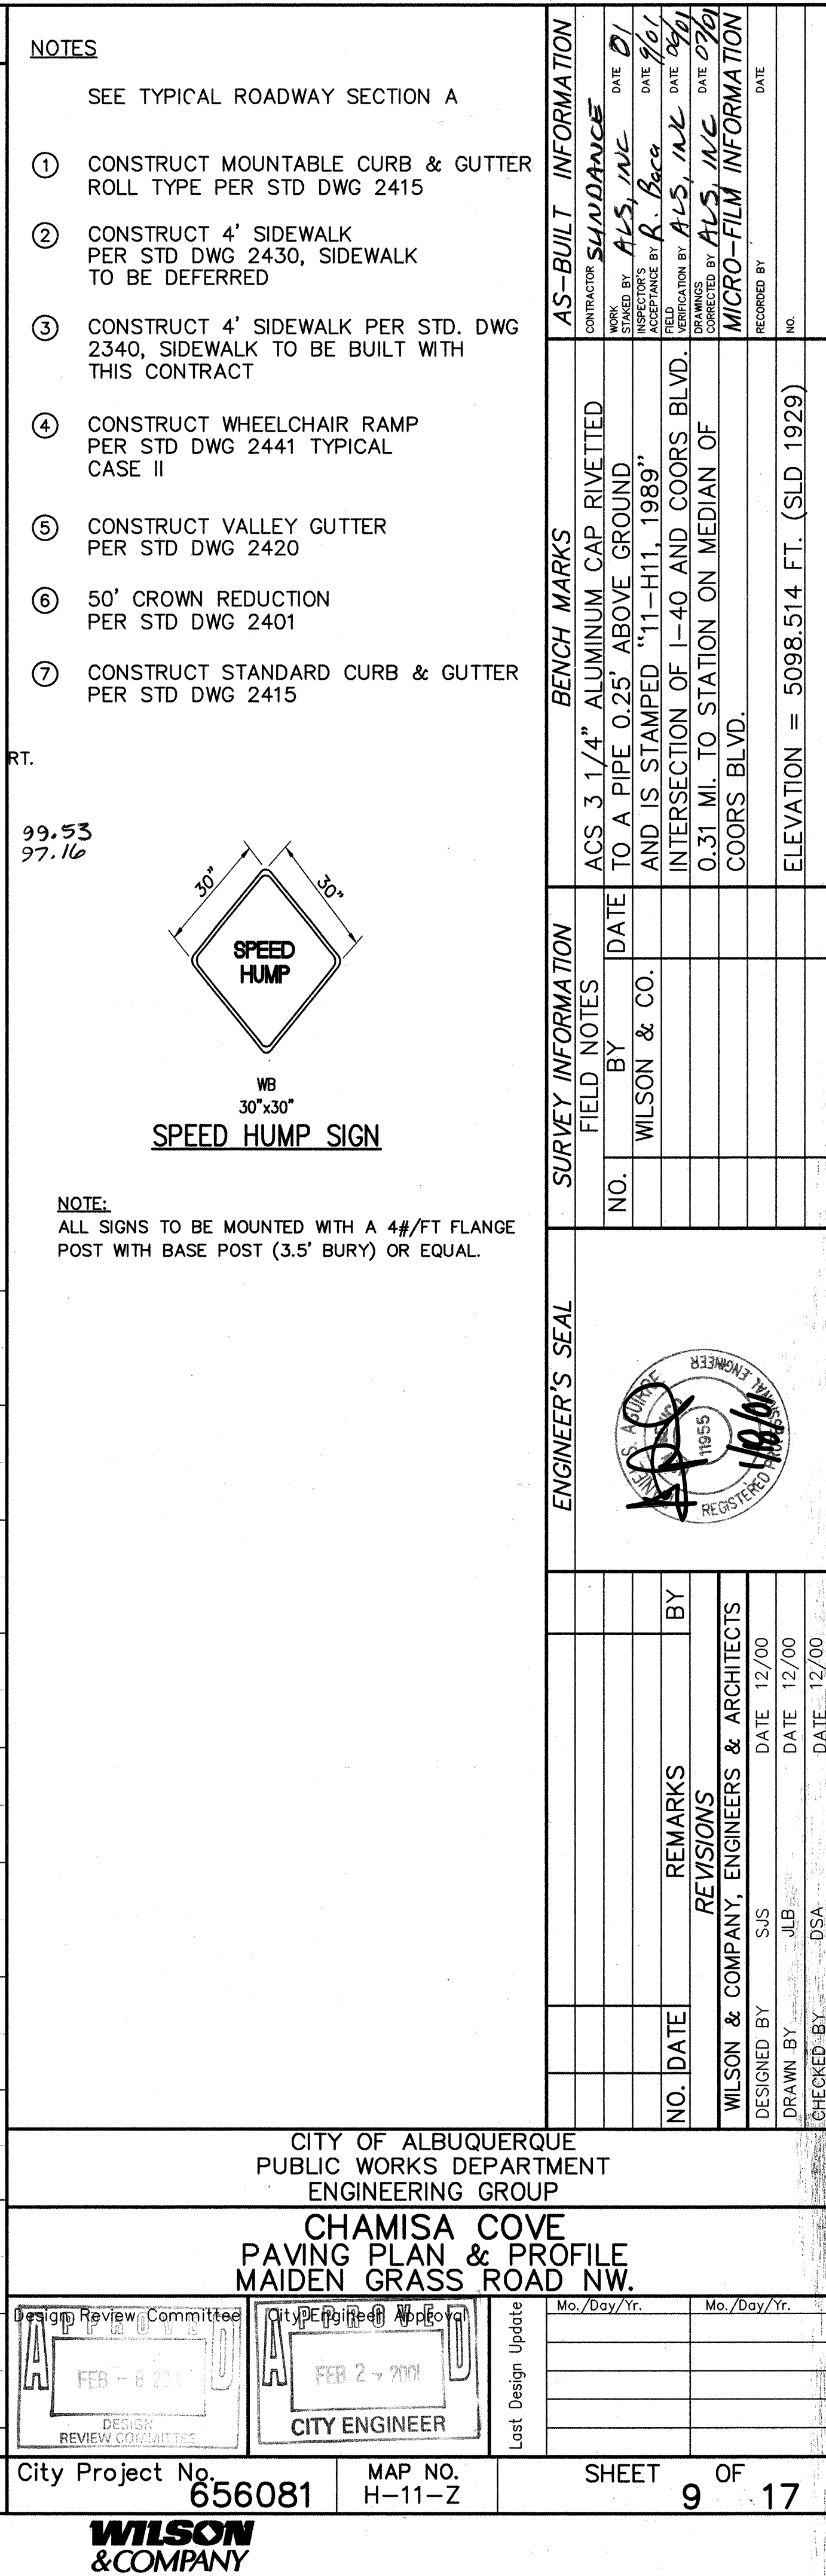 NOTES
SEE TYPICAL ROADWAY SECTION A
1 CONSTRUCT MOUNTABLE CURB & GUTTER
ROLL TYPE PER STD DWG 2415
2 CONSTRUCT 4' SIDEWALK
PER STD DWG 2430, SIDEWALK
TO BE DEFERRED
3 CONSTRUCT 4' SIDEWALK PER STD. DWG
2340, SIDEWALK TO BE BUILT WITH
THIS CONTRACT
4 CONSTRUCT WHEELCHAIR RAMP
PER STD DWG 2441 TYPICAL
CASE II
5 CONSTRUCT VALLEY GUTTER
PER STD DWG 2420
6 50' CROWN REDUCTION
PER STD DWG 2401
7 CONSTRUCT STANDARD CURB & GUTTER
PER STD DWG 2415
RT.
99.53
97.16
30" 30"
SPEED
HUMP
WB
30"x30"
SPEED HUMP SIGN
NOTE:
ALL SIGNS TO BE MOUNTED WITH A 4#/FT FLANGE
POST WITH BASE POST (3.5' BURY) OR EQUAL.
AS-BUILT INFORMATION
CONTRACTOR SUNDANCE
WORK
STAKED BY ALS, INC DATE 01
INSPECTOR'S
ACCEPTANCE BY R. Baca DATE 9/01
FIELD
VERIFICATION BY ALS, INC DATE 06/01
DRAWINGS
CORRECTED BY ALS, INC DATE 07/01
MICRO-FILM INFORMATION
RECORDED BY DATE
NO.
BENCH MARKS
ACS 3 1/4" ALUMINUM CAP RIVETTED
TO A PIPE 0.25' ABOVE GROUND
AND IS STAMPED "11-H11, 1989"
INTERSECTION OF I-40 AND COORS BLVD.
0.31 MI. TO STATION ON MEDIAN OF
COORS BLVD.
ELEVATION = 5098.514 FT. (SLD 1929)
SURVEY INFORMATION
FIELD NOTES
NO. BY DATE
WILSON & CO.
ENGINEER'S SEAL
S. AGUIRRE
11955
REGISTERED PROFESSIONAL ENGINEER
NO. DATE REMARKS BY
REVISIONS
WILSON & COMPANY, ENGINEERS & ARCHITECTS
DESIGNED BY SJS DATE 12/00
DRAWN BY JLB DATE 12/00
CHECKED BY DSA DATE 12/00
CITY OF ALBUQUERQUE
PUBLIC WORKS DEPARTMENT
ENGINEERING GROUP
CHAMISA COVE
PAVING PLAN & PROFILE
MAIDEN GRASS ROAD NW.
Design Review Committee City Engineer Approval Last Design Update Mo./Day/Yr. Mo./Day/Yr.
APPROVED APPROVED
FEB - 8 FEB 2 2001
DESIGN
REVIEW COMMITTEE
CITY ENGINEER
City Project No. 656081 MAP NO. SHEET OF
H-11-Z 9 17
WILSON
&COMPANY